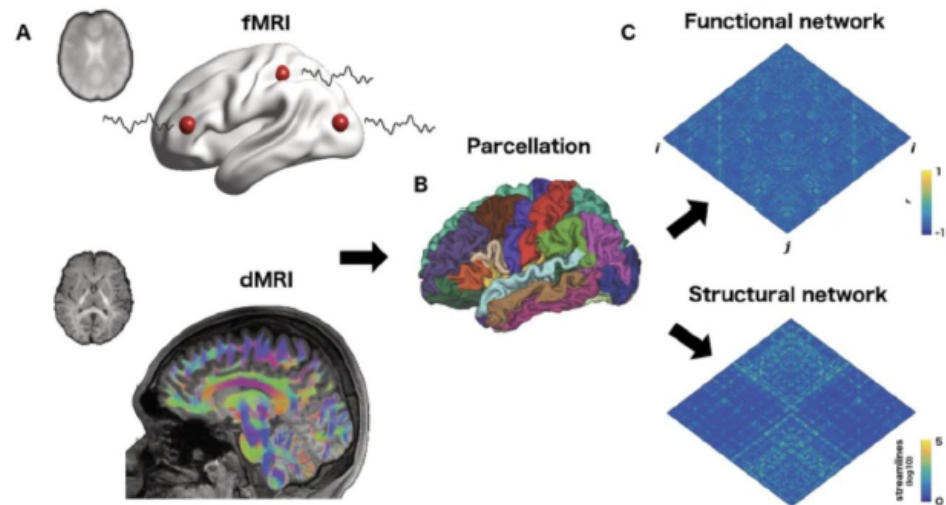 A
fMRI
C
Functional network
i
i
j
1
r
-1
Parcellation
B
dMRI
Structural network
streamlines
(log10)
5
0